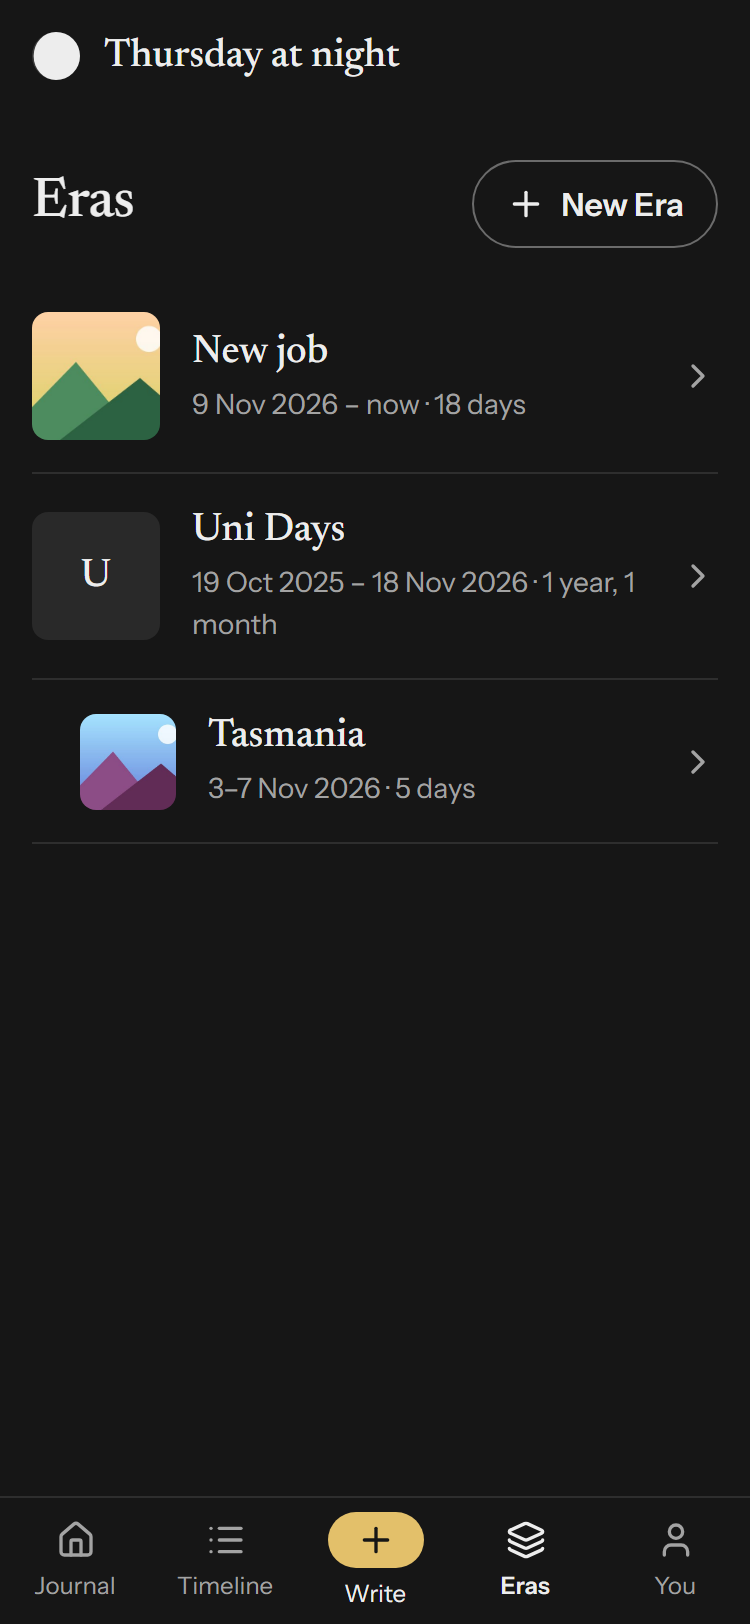 Thursday at night
Eras
+ New Era
New job
9 Nov 2026 – now · 18 days
Uni Days
U
19 Oct 2025 – 18 Nov 2026 · 1 year, 1
month
Tasmania
3–7 Nov 2026 · 5 days
Journal
Timeline
Write
Eras
You